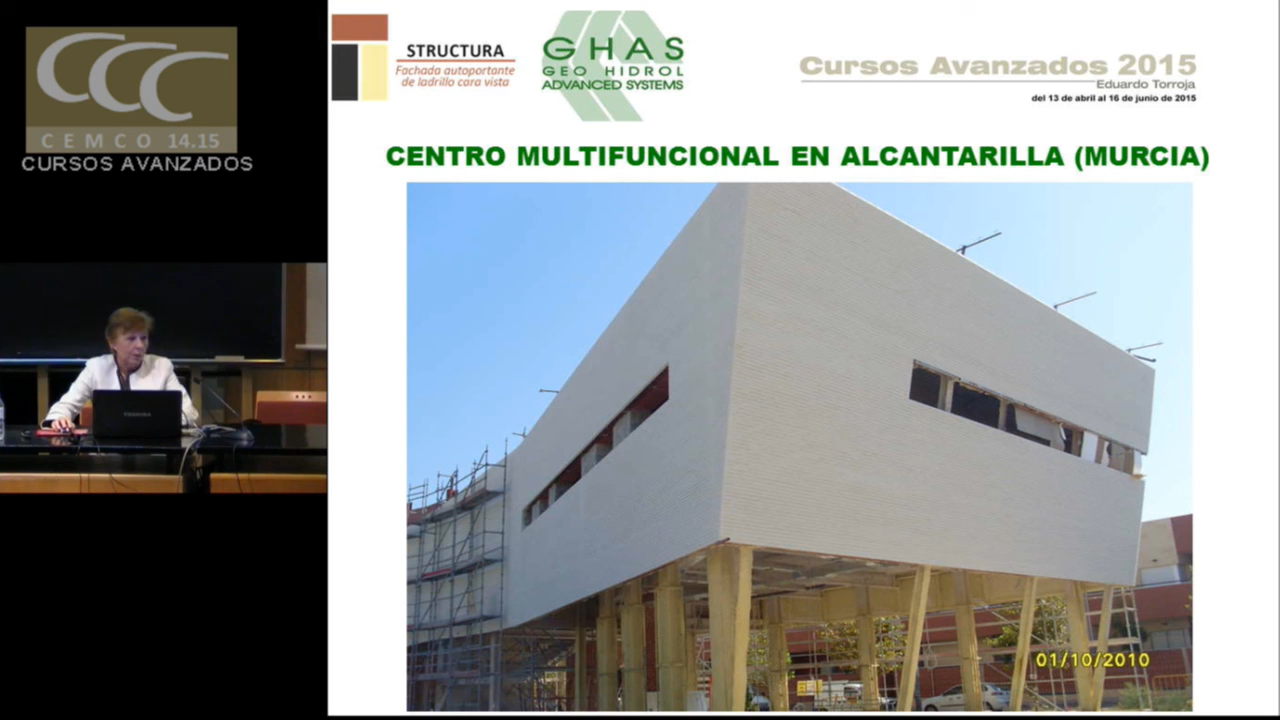 CCC
CEMCO 14.15
CURSOS AVANZADOS
STRUCTURA
Fachada autoportante
de ladrillo cara vista
GHAS
GEO HIDROL
ADVANCED SYSTEMS
Cursos Avanzados 2015
Eduardo Torroja
del 13 de abril al 16 de junio de 2015
CENTRO MULTIFUNCIONAL EN ALCANTARILLA (MURCIA)
TOSHIBA
01/10/2010